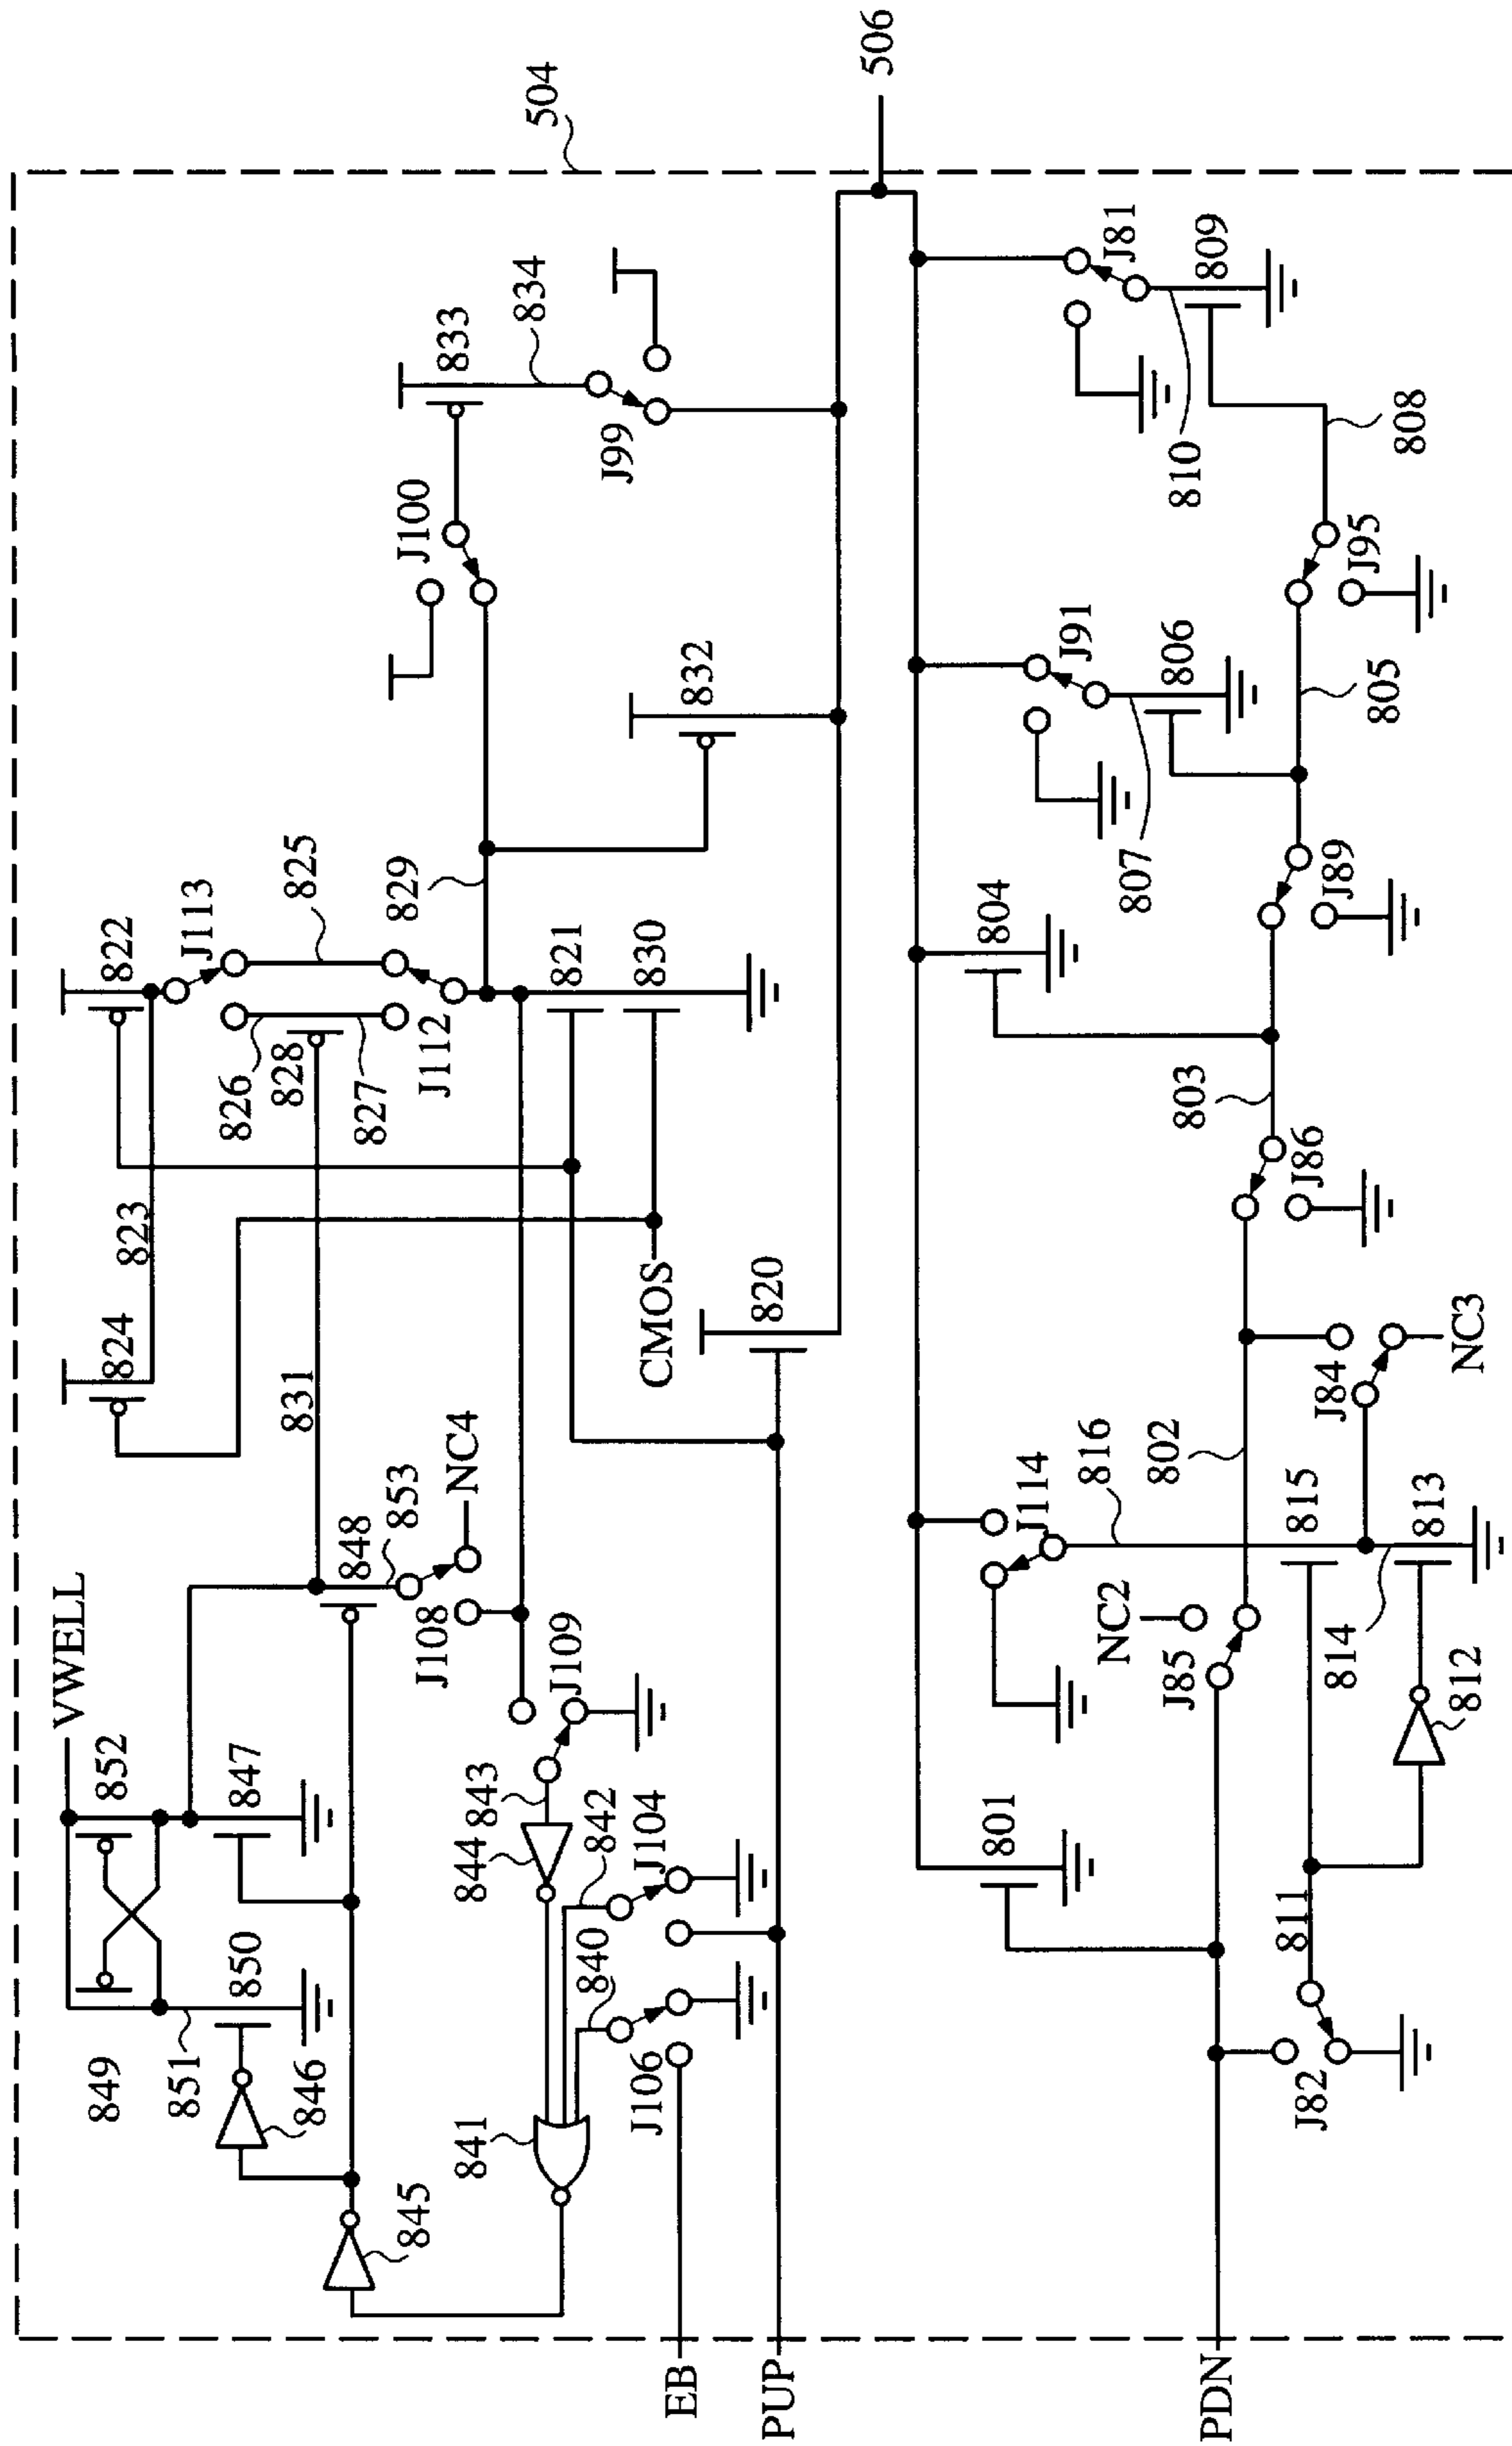 506
504
VWELL
852
847
849
851
850
846
845
831
848
853
NC4
J108
J109
843
844
842
J104
840
J106
841
EB
PUP
824
823
822
J113
825
826
828
827
J112
829
821
830
CMOS
820
832
J100
833
834
J99
PDN
801
J114
816
NC2
J85
802
815
813
814
812
811
J82
J84
NC3
J86
803
804
J89
805
J91
806
807
J95
808
J81
809
810